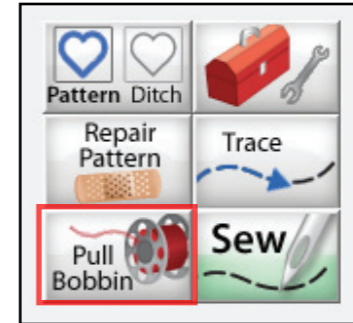 Pattern Ditch
Repair
Pattern
Trace
Pull
Bobbin
Sew